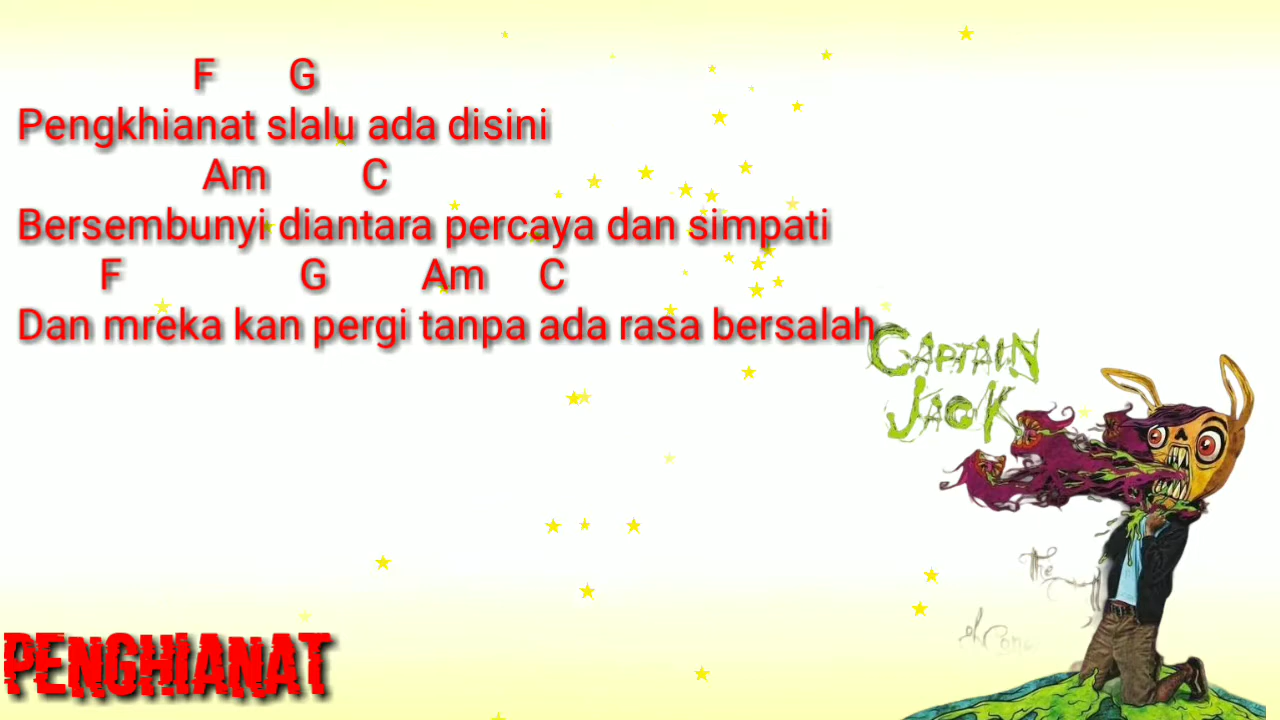 F G
Pengkhianat slalu ada disini
Am C
Bersembunyi diantara percaya dan simpati
F G Am C
Dan mreka kan pergi tanpa ada rasa bersalah
CAPTAIN
JACK
The
PENGHIANAT